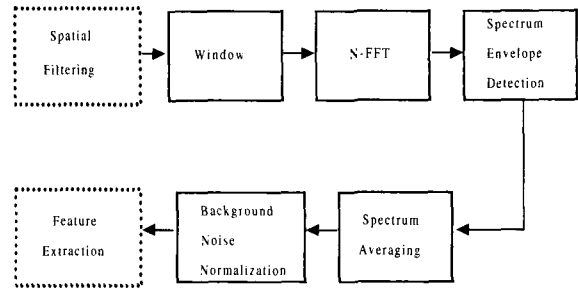 Spatial
Filtering
Window
N-FFT
Spectrum
Envelope
Detection
Feature
Extraction
Background
Noise
Normalization
Spectrum
Averaging